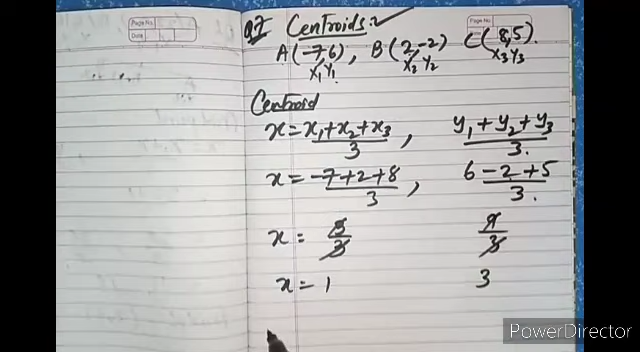 Page No.
Date
Page No.
Q.7 Centroids:~ ✓
A(-7,6), B(2,-2) C(8,5).
X₁ Y₁ X₂ Y₂ X₃ Y₃
Centroid
x = x₁+x₂+x₃/3, y₁+y₂+y₃/3.
x = -7+2+8/3, 6-2+5/3.
x = 3/3 9/3
x = 1 3
PowerDirector